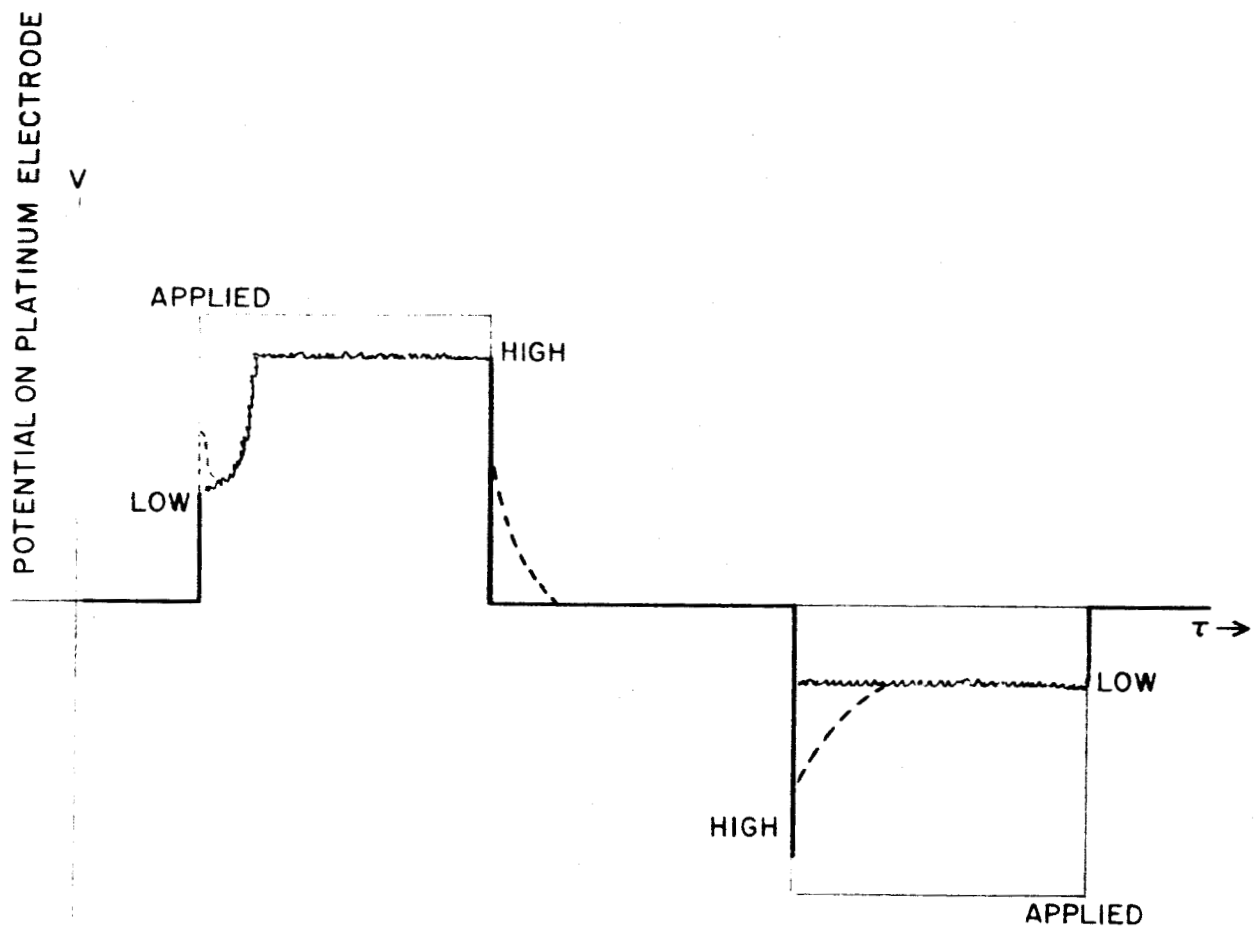 POTENTIAL ON PLATINUM ELECTRODE
V
APPLIED
HIGH
LOW
τ →
LOW
HIGH
APPLIED